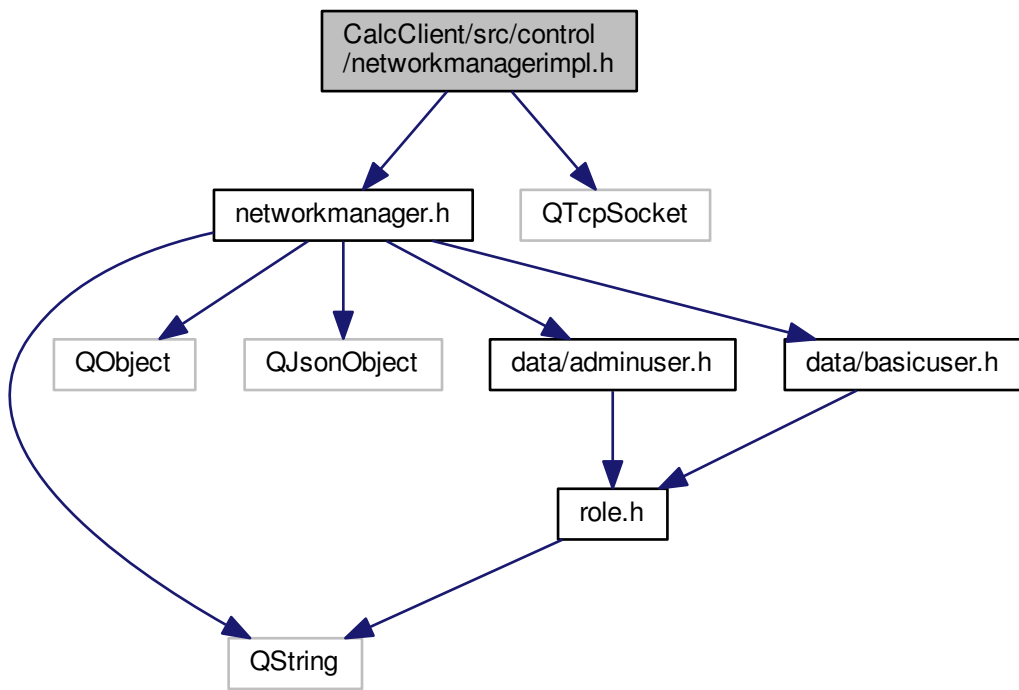 CalcClient/src/control
/networkmanagerimpl.h
networkmanager.h
QTcpSocket
QObject
QJsonObject
data/adminuser.h
data/basicuser.h
role.h
QString